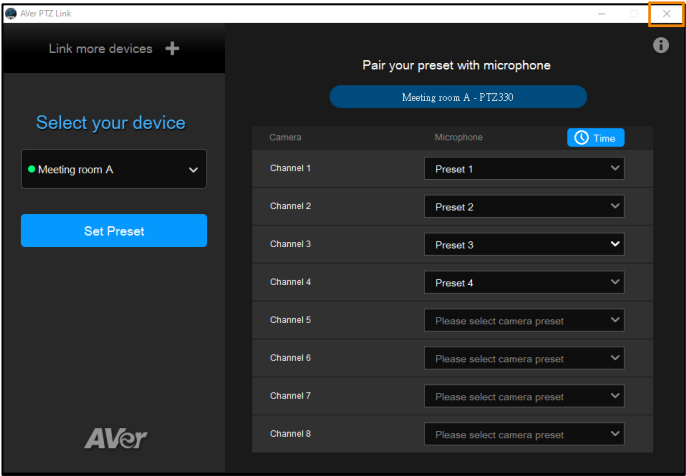 AVer PTZ Link
Link more devices
Select your device
Meeting room A
Set Preset
AVer
Pair your preset with microphone
Meeting room A - PTZ330
Camera Microphone Time
Channel 1 Preset 1
Channel 2 Preset 2
Channel 3 Preset 3
Channel 4 Preset 4
Channel 5 Please select camera preset
Channel 6 Please select camera preset
Channel 7 Please select camera preset
Channel 8 Please select camera preset